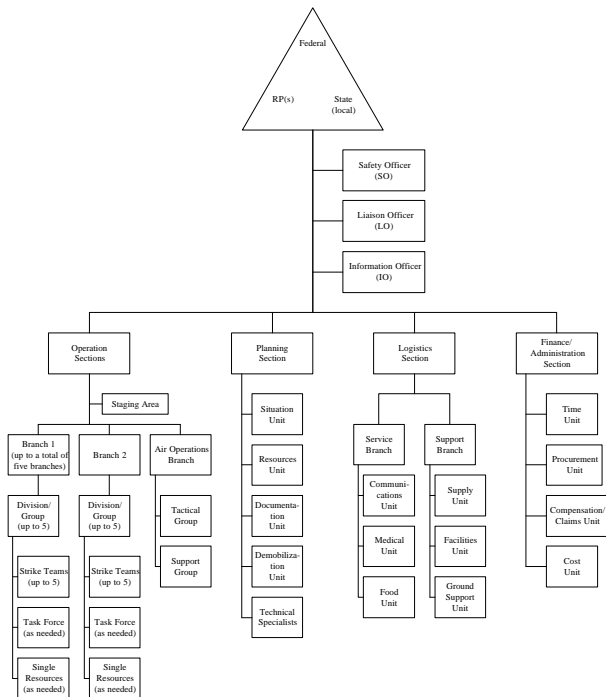 Federal
RP(s)
State
(local)
Safety Officer
(SO)
Liaison Officer
(LO)
Information Officer
(IO)
Operation
Sections
Planning
Section
Logistics
Section
Finance/
Administration
Section
Staging Area
Branch 1
(up to a total of
five branches)
Branch 2
Air Operations
Branch
Division/
Group
(up to 5)
Division/
Group
(up to 5)
Tactical
Group
Support
Group
Strike Teams
(up to 5)
Strike Teams
(up to 5)
Task Force
(as needed)
Task Force
(as needed)
Single
Resources
(as needed)
Single
Resources
(as needed)
Situation
Unit
Resources
Unit
Documenta-
tion
Unit
Demobilization
Unit
Technical
Specialists
Service
Branch
Support
Branch
Communi-
cations
Unit
Medical
Unit
Food
Unit
Supply
Unit
Facilities
Unit
Ground
Support
Unit
Time
Unit
Procurement
Unit
Compensation/
Claims Unit
Cost
Unit